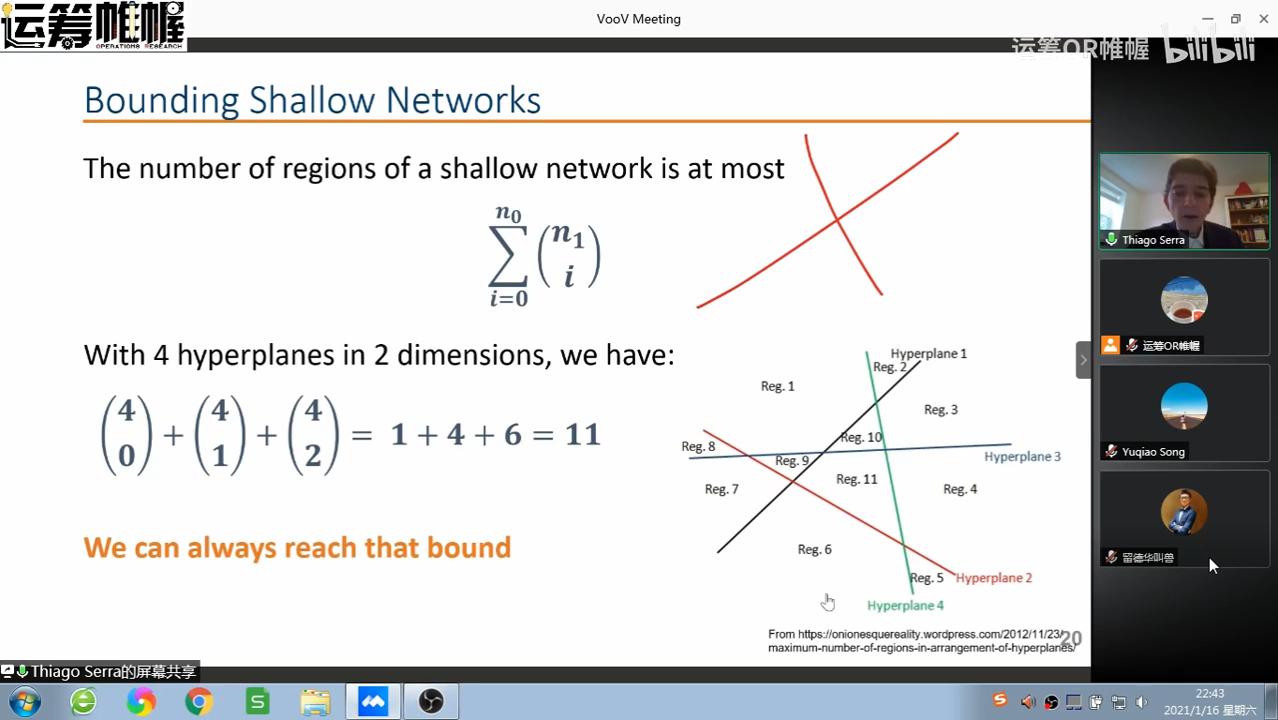 运筹帷幄
OPERATIONS RESEARCH
VooV Meeting
运筹OR帷幄 bilibili
Bounding Shallow Networks
The number of regions of a shallow network is at most
n₀
∑ (n₁ i)
i=0
With 4 hyperplanes in 2 dimensions, we have:
(4 0) + (4 1) + (4 2) = 1 + 4 + 6 = 11
We can always reach that bound
Hyperplane 1
Reg. 2
Reg. 1
Reg. 3
Reg. 10
Reg. 8
Hyperplane 3
Reg. 9
Reg. 11
Reg. 7
Reg. 4
Reg. 6
Reg. 5
Hyperplane 2
Hyperplane 4
From https://onionesquereality.wordpress.com/2012/11/23/
maximum-number-of-regions-in-arrangement-of-hyperplanes/
20
Thiago Serra
运筹OR帷幄
Yuqiao Song
留德华叫兽
Thiago Serra的屏幕共享
22:43
2021/1/16 星期六